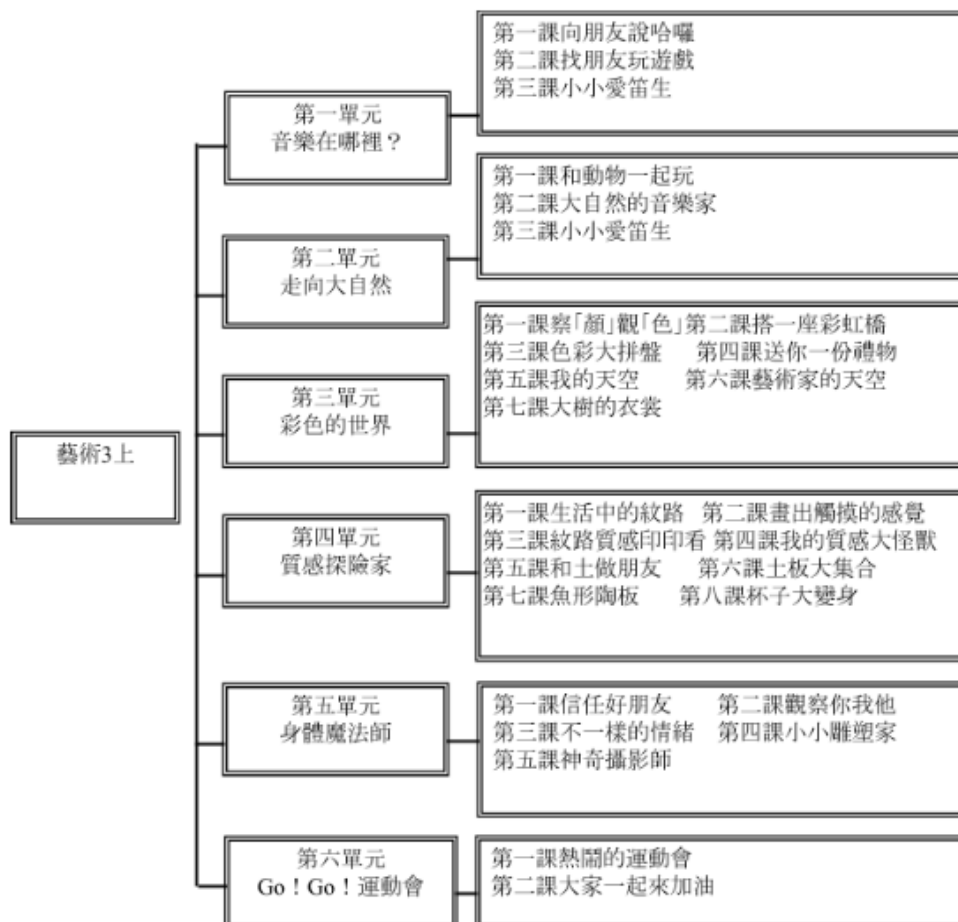 藝術3上
第一單元
音樂在哪裡？
第一課向朋友說哈囉
第二課找朋友玩遊戲
第三課小小愛笛生
第二單元
走向大自然
第一課和動物一起玩
第二課大自然的音樂家
第三課小小愛笛生
第三單元
彩色的世界
第一課察「顏」觀「色」第二課搭一座彩虹橋
第三課色彩大拼盤 第四課送你一份禮物
第五課我的天空 第六課藝術家的天空
第七課大樹的衣裳
第四單元
質感探險家
第一課生活中的紋路 第二課畫出觸摸的感覺
第三課紋路質感印印看 第四課我的質感大怪獸
第五課和土做朋友 第六課土板大集合
第七課魚形陶板 第八課杯子大變身
第五單元
身體魔法師
第一課信任好朋友 第二課觀察你我他
第三課不一樣的情緒 第四課小小雕塑家
第五課神奇攝影師
第六單元
Go！Go！運動會
第一課熱鬧的運動會
第二課大家一起來加油